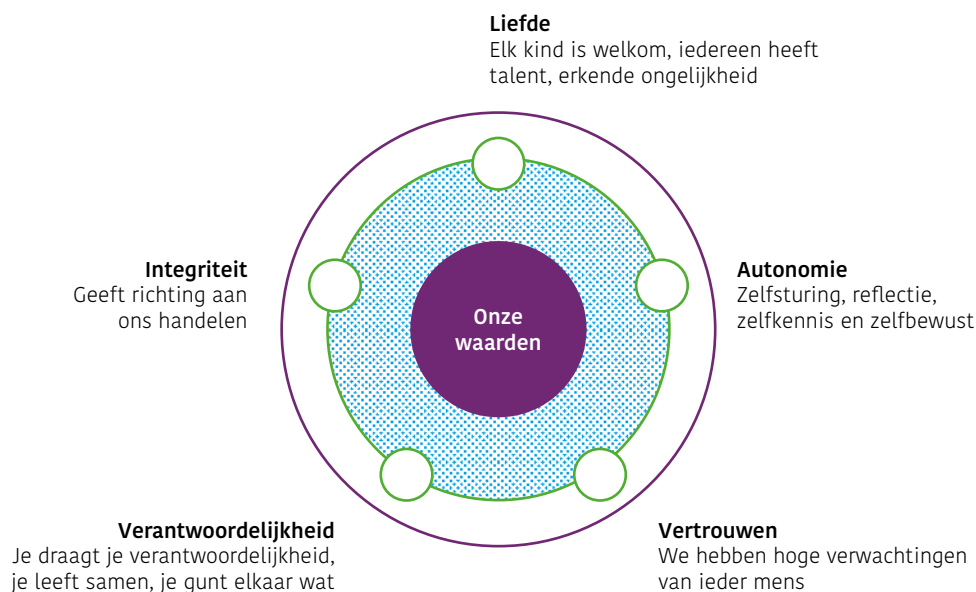 Liefde
Elk kind is welkom, iedereen heeft
talent, erkende ongelijkheid
Integriteit
Geeft richting aan
ons handelen
Onze
waarden
Autonomie
Zelfsturing, reflectie,
zelfkennis en zelfbewust
Verantwoordelijkheid
Je draagt je verantwoordelijkheid,
je leeft samen, je gunt elkaar wat
Vertrouwen
We hebben hoge verwachtingen
van ieder mens